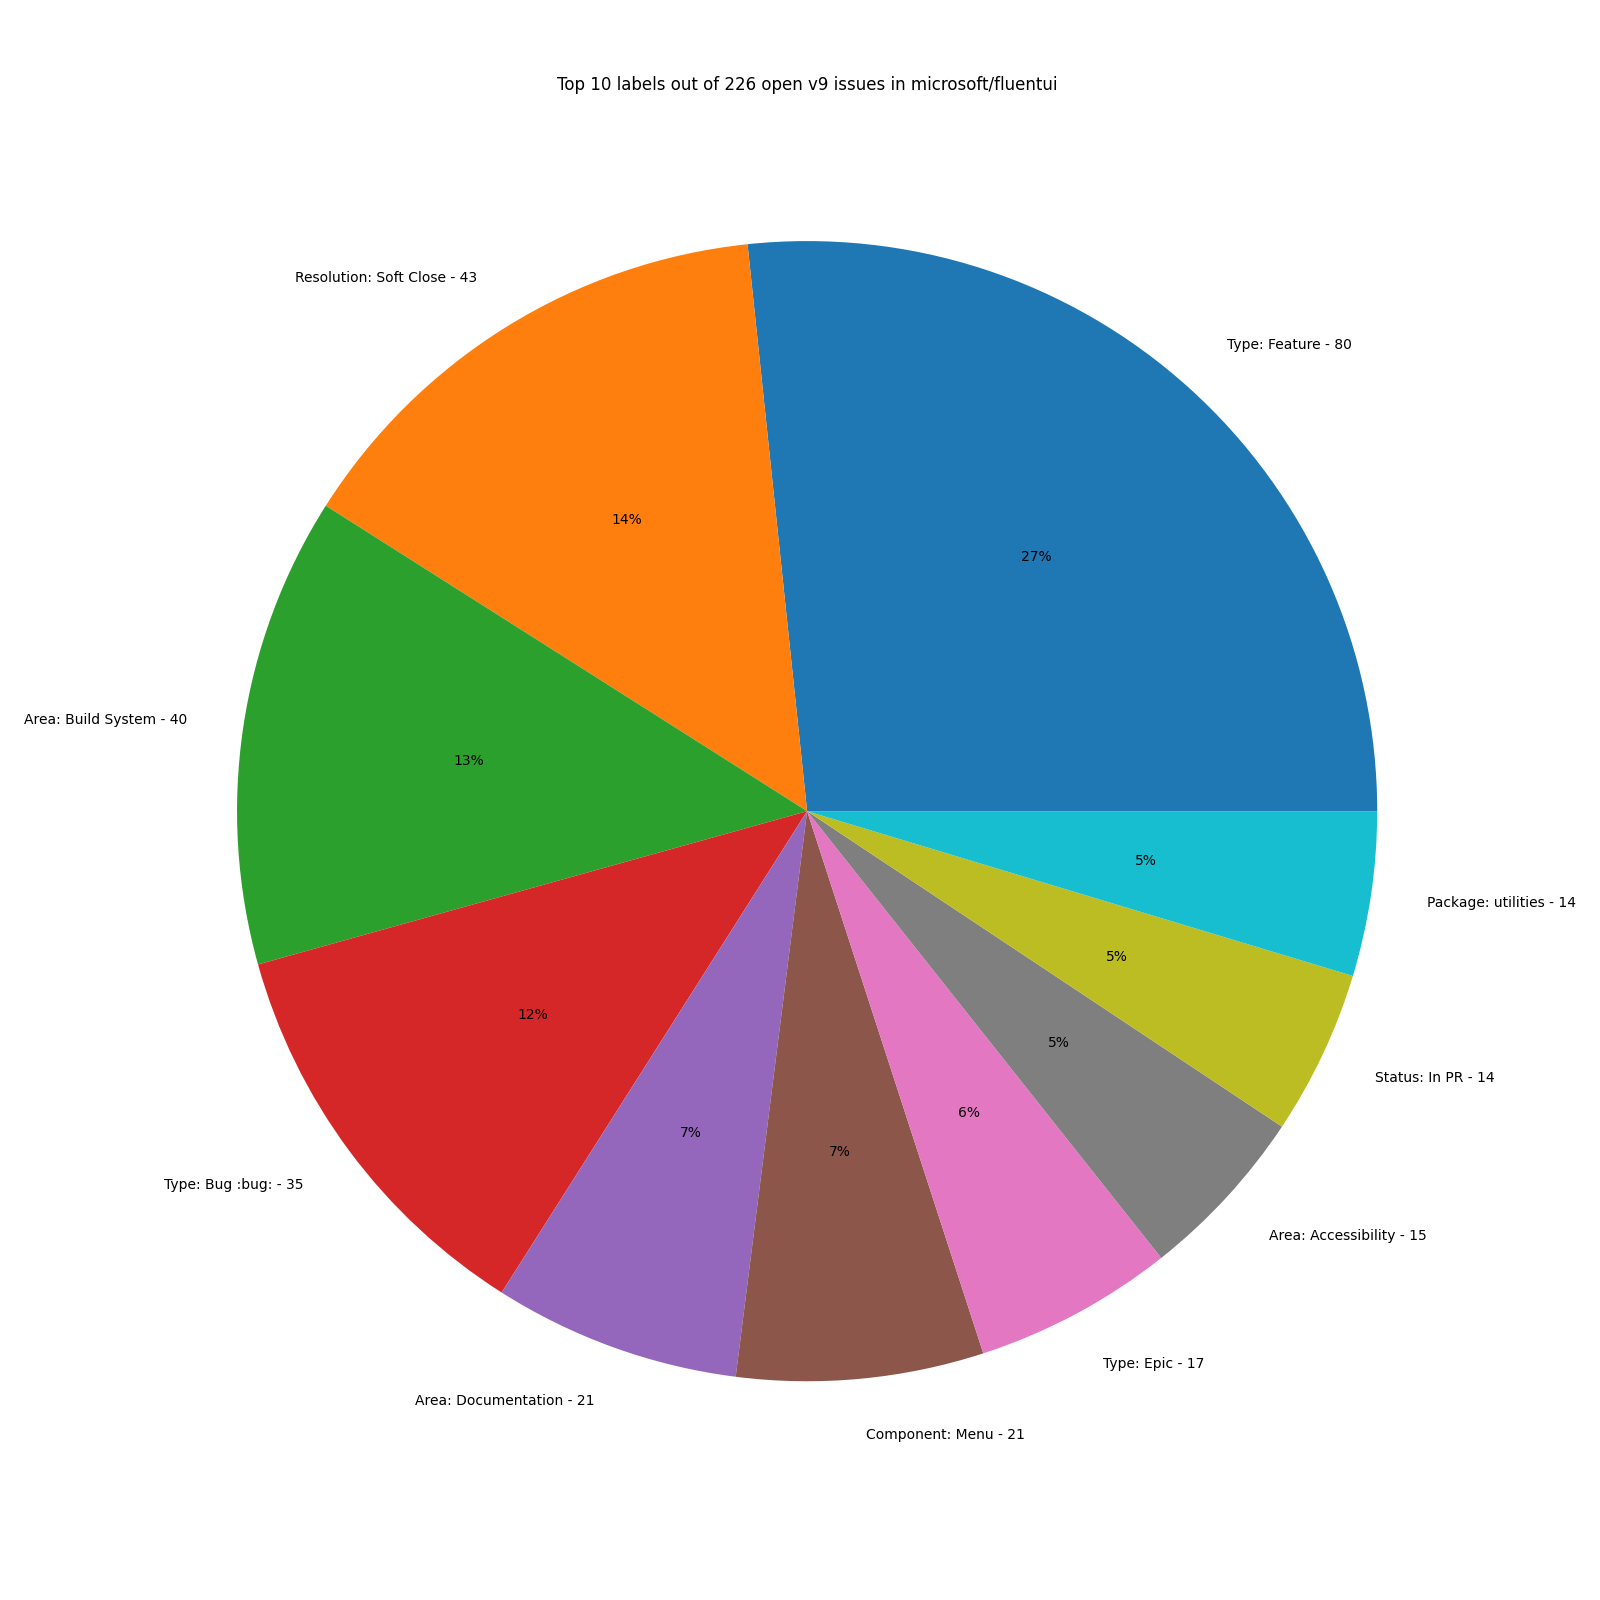 Top 10 labels out of 226 open v9 issues in microsoft/fluentui
Resolution: Soft Close - 43
Type: Feature - 80
14%
27%
Area: Build System - 40
13%
5%
Package: utilities - 14
5%
12%
5%
Status: In PR - 14
6%
7%
7%
Type: Bug :bug: - 35
Area: Accessibility - 15
Type: Epic - 17
Area: Documentation - 21
Component: Menu - 21